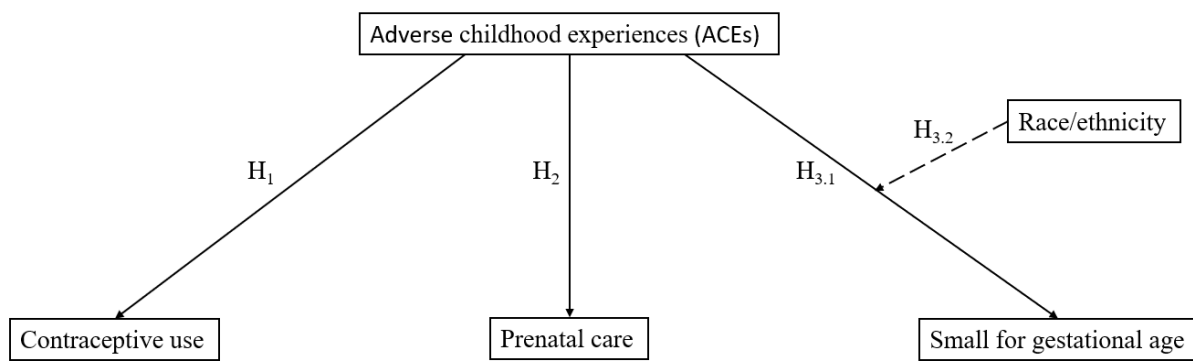 Adverse childhood experiences (ACEs)
Race/ethnicity
H3.2
H1
H2
H3.1
Contraceptive use
Prenatal care
Small for gestational age